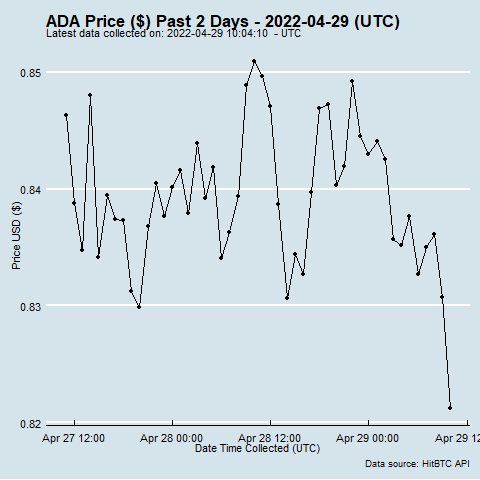 ADA Price ($) Past 2 Days - 2022-04-29 (UTC)
Latest data collected on: 2022-04-29 10:04:10 - UTC
0.85
0.84
0.83
0.82
Price USD ($)
Apr 27 12:00 Apr 28 00:00 Apr 28 12:00 Apr 29 00:00 Apr 29 12
Date Time Collected (UTC)
Data source: HitBTC API